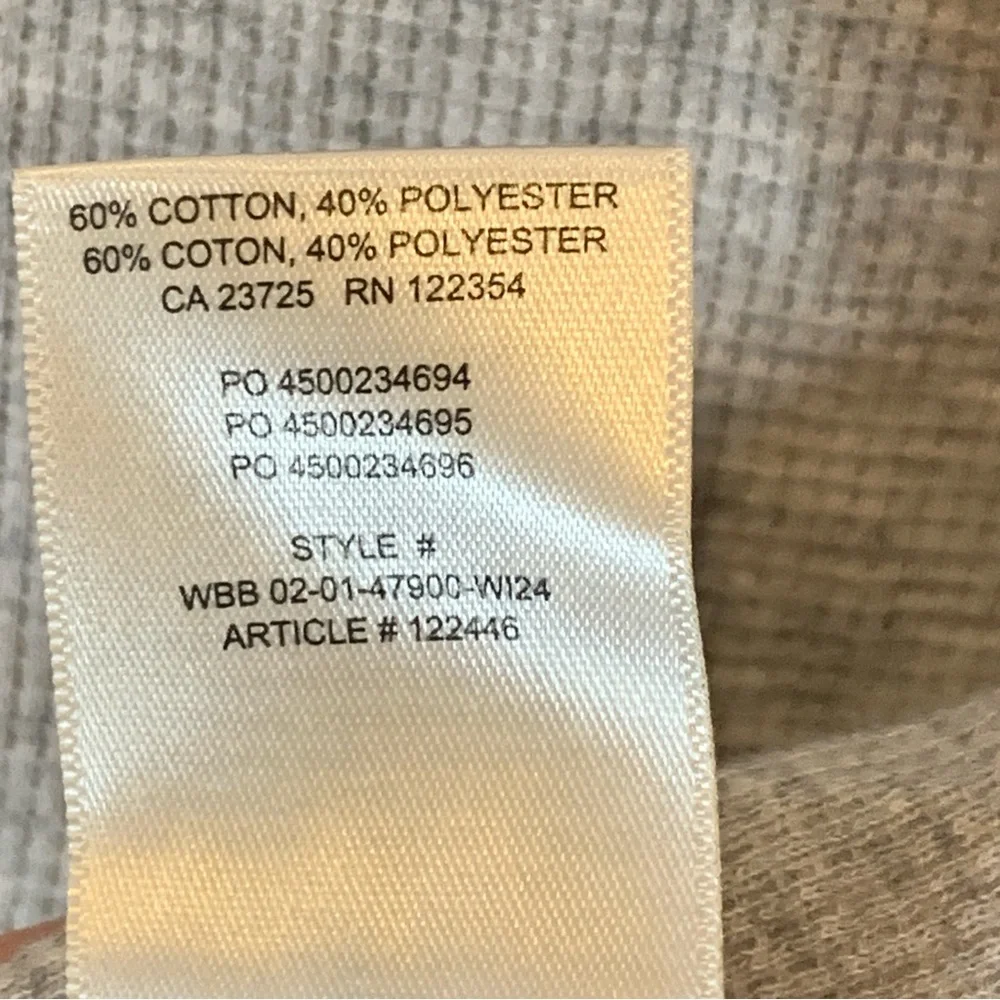 60% COTTON, 40% POLYESTER
60% COTON, 40% POLYESTER
CA 23725 RN 122354
PO 4500234694
PO 4500234695
PO 4500234696
STYLE #
WBB 02-01-47900-WI24
ARTICLE # 122446